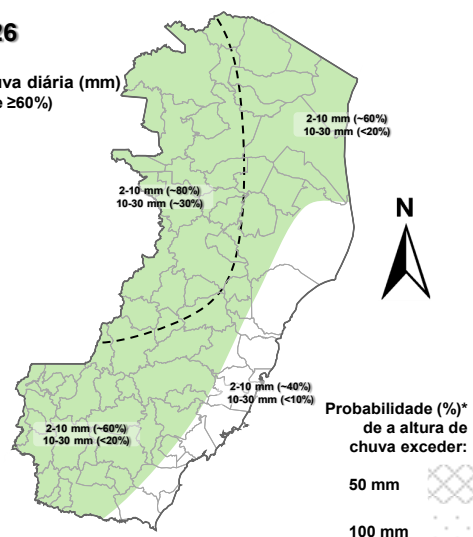 26
uva diária (mm)
e ≥60%)
2-10 mm (~60%)
10-30 mm (<20%)
2-10 mm (~80%)
10-30 mm (~30%)
N
2-10 mm (~40%)
10-30 mm (<10%)
2-10 mm (~60%)
10-30 mm (<20%)
Probabilidade (%)*
de a altura de
chuva exceder:
50 mm
100 mm